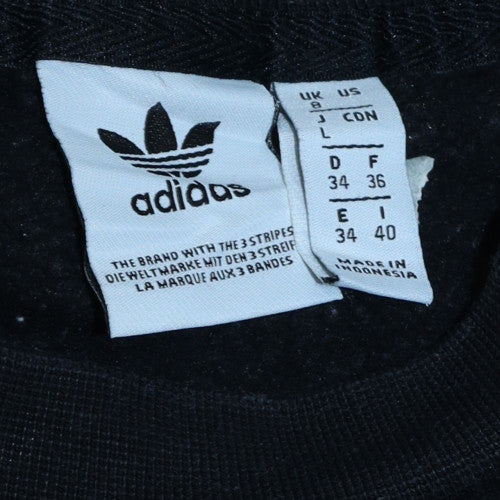 adidas
THE BRAND WITH THE 3 STRIPES
DIE WELTMARKE MIT DEN 3 STREIF
LA MARQUE AUX 3 BANDES
UK US
8
J CDN
L
D F
34 36
E I
34 40
MADE IN
INDONESIA